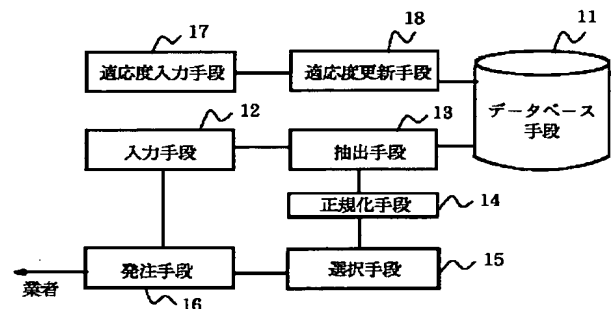 17
18
11
適応度入力手段
適応度更新手段
データベース
手段
12
13
入力手段
抽出手段
正規化手段
14
発注手段
選択手段
15
業者
16